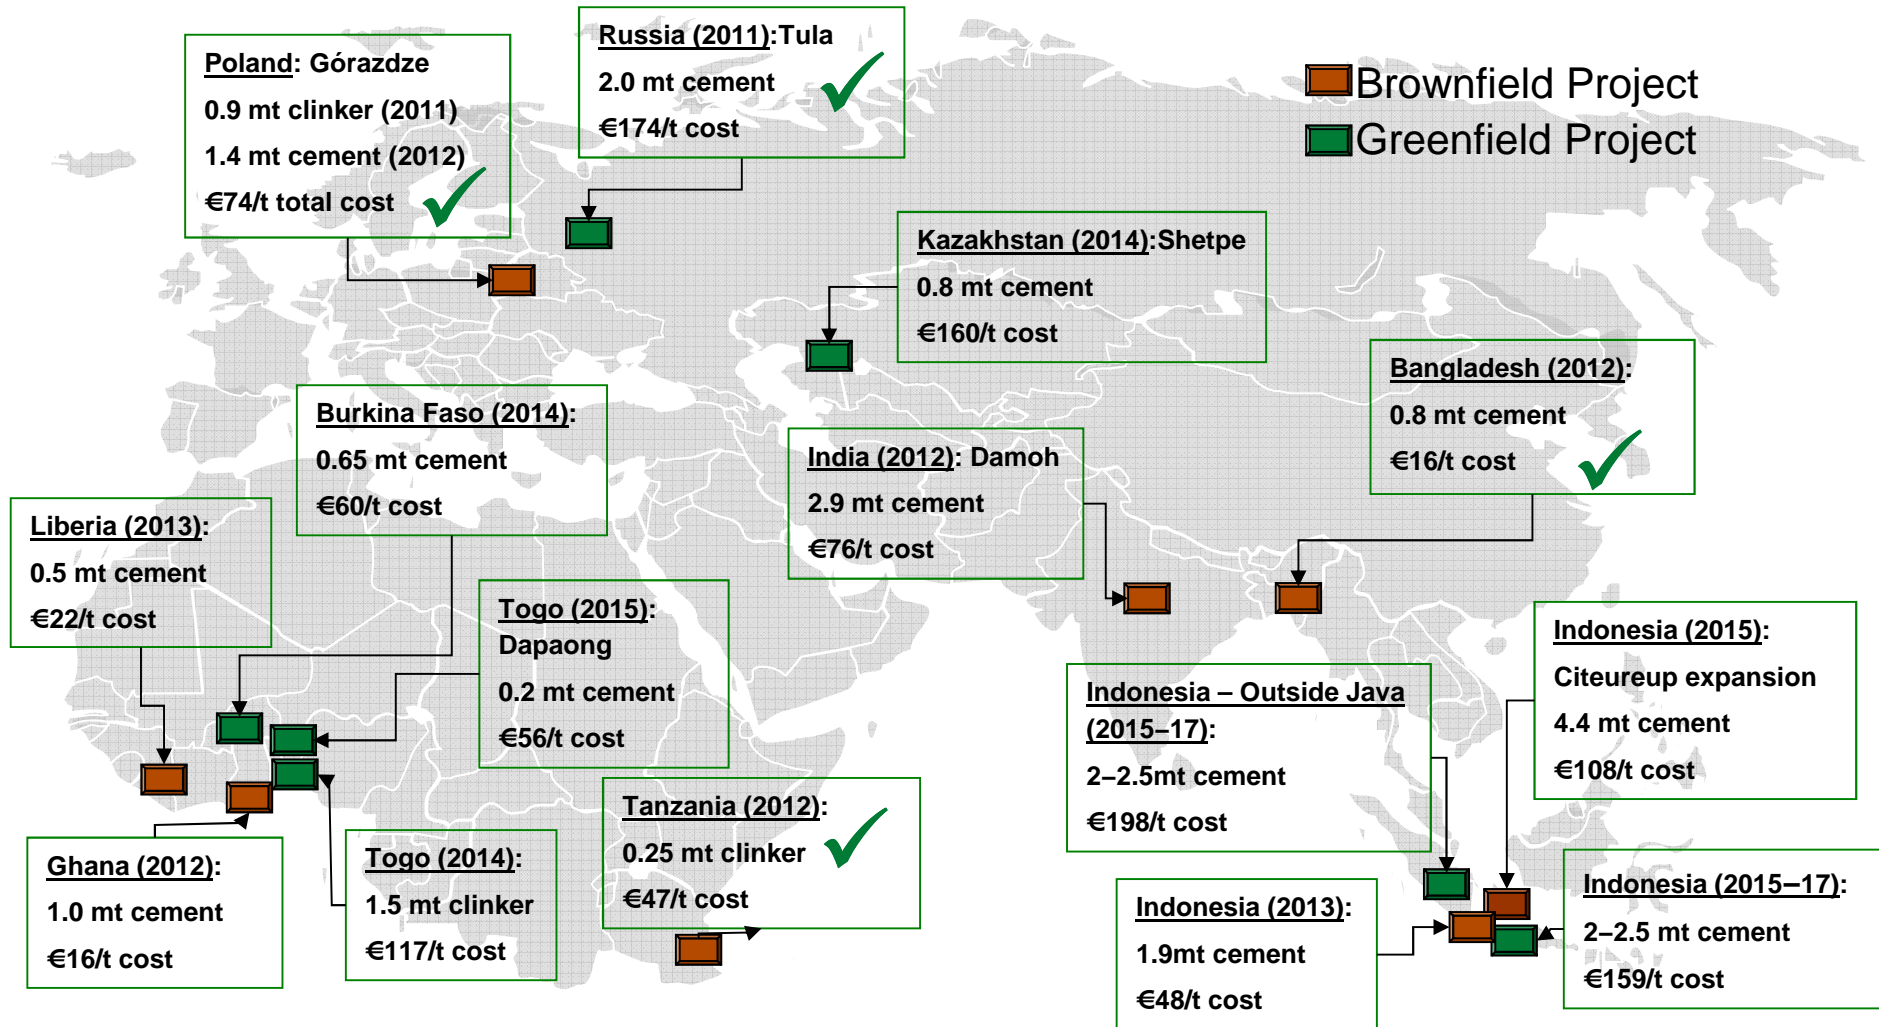 Poland: Górazdze
0.9 mt clinker (2011)
1.4 mt cement (2012)
€74/t total cost
Russia (2011):Tula
2.0 mt cement
€174/t cost
Brownfield Project
Greenfield Project
Kazakhstan (2014):Shetpe
0.8 mt cement
€160/t cost
Bangladesh (2012):
0.8 mt cement
€16/t cost
Burkina Faso (2014):
0.65 mt cement
€60/t cost
India (2012): Damoh
2.9 mt cement
€76/t cost
Liberia (2013):
0.5 mt cement
€22/t cost
Togo (2015):
Dapaong
0.2 mt cement
€56/t cost
Indonesia (2015):
Citeureup expansion
4.4 mt cement
€108/t cost
Indonesia – Outside Java
(2015–17):
2–2.5mt cement
€198/t cost
Tanzania (2012):
0.25 mt clinker
€47/t cost
Ghana (2012):
1.0 mt cement
€16/t cost
Togo (2014):
1.5 mt clinker
€117/t cost
Indonesia (2013):
1.9mt cement
€48/t cost
Indonesia (2015–17):
2–2.5 mt cement
€159/t cost